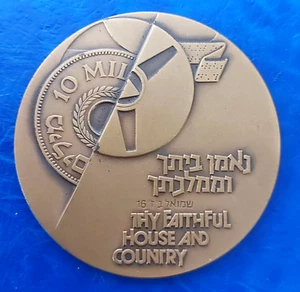 10 MIL
נאמן ביתך
וממלכתך
שמואל ב ז 16
THY FAITHFUL
HOUSE AND
COUNTRY